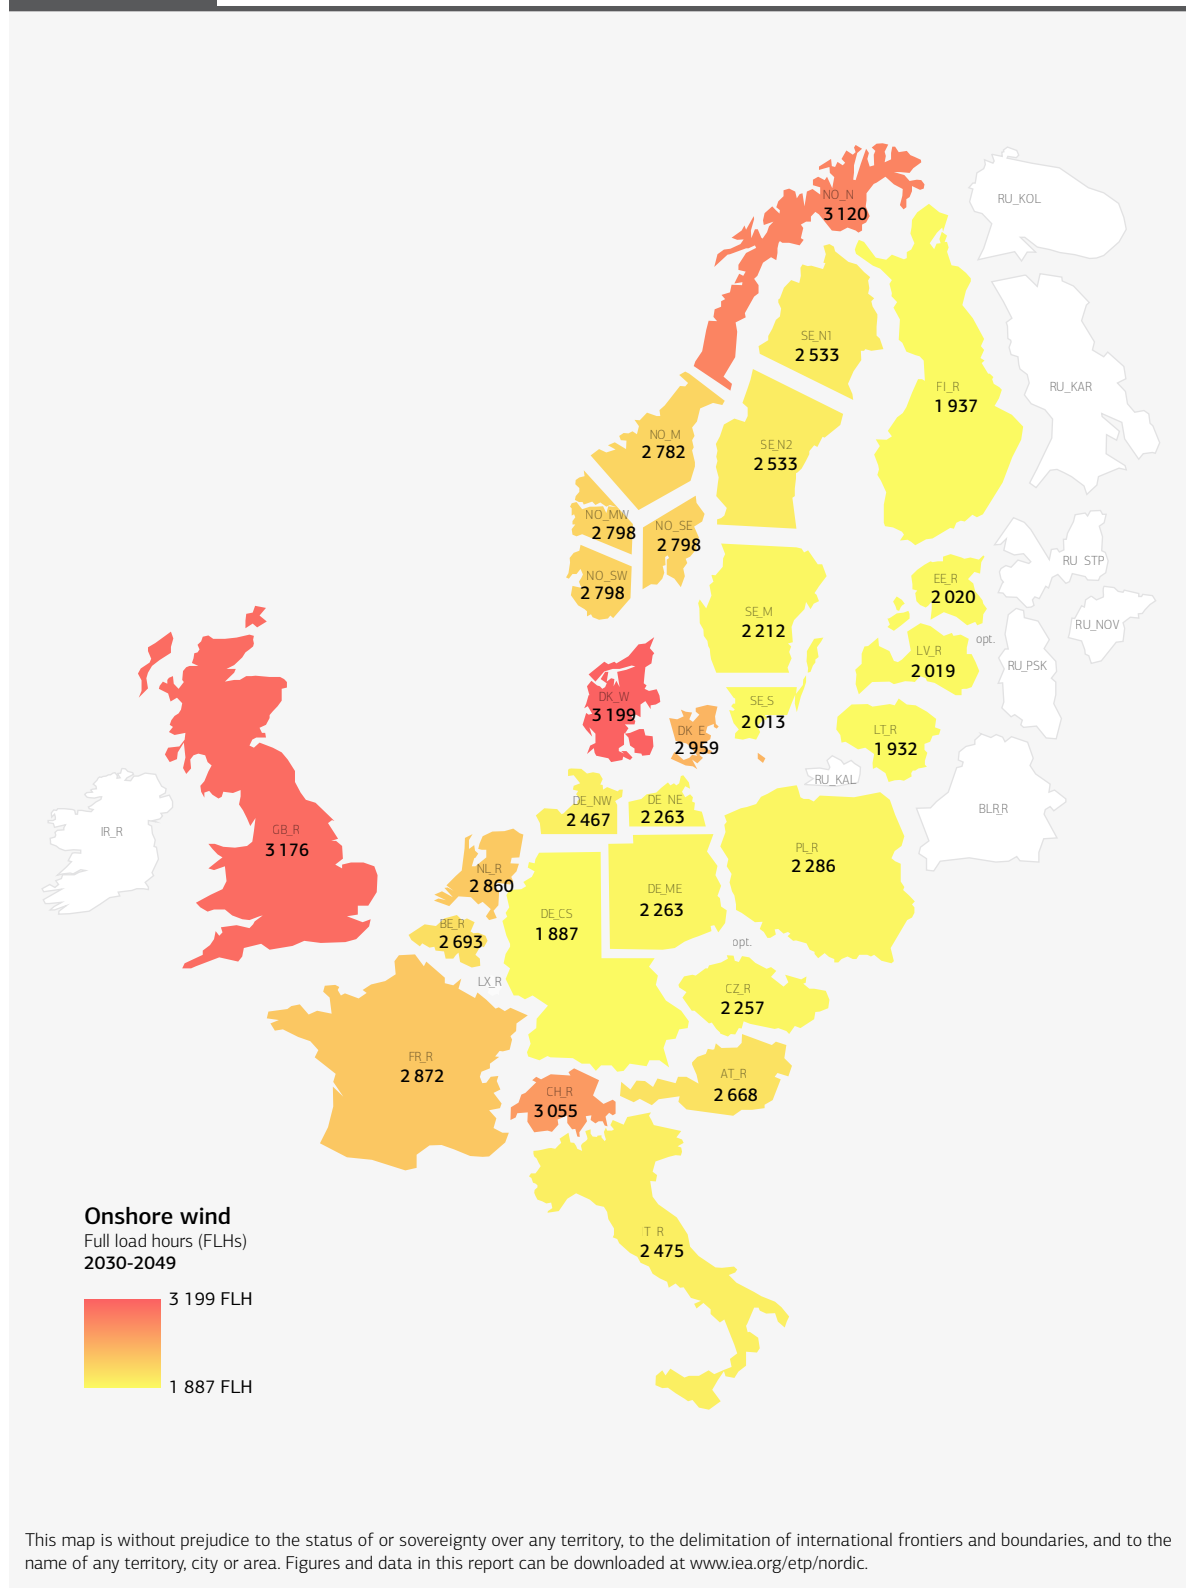 NO_N
3 120
RU_KOL
SE_N1
2 533
FI_R
1 937
RU_KAR
NO_M
2 782
SE_N2
2 533
NO_MW
2 798
NO_SE
2 798
NO_SW
2 798
RU_STP
EE_R
2 020
SE_M
2 212
RU_NOV
opt.
LV_R
2 019
RU_PSK
DK_W
3 199
DK_E
2 959
SE_S
2 013
LT_R
1 932
RU_KAL
BLR_R
DE_NW
2 467
DE_NE
2 263
IR_R
GB_R
3 176
PL_R
2 286
NL_R
2 860
DE_ME
2 263
DE_CS
1 887
BE_R
2 693
opt.
LX_R
CZ_R
2 257
FR_R
2 872
AT_R
2 668
CH_R
3 055
IT_R
2 475
Onshore wind
Full load hours (FLHs)
2030-2049
3 199 FLH
1 887 FLH
This map is without prejudice to the status of or sovereignty over any territory, to the delimitation of international frontiers and boundaries, and to the
name of any territory, city or area. Figures and data in this report can be downloaded at www.iea.org/etp/nordic.